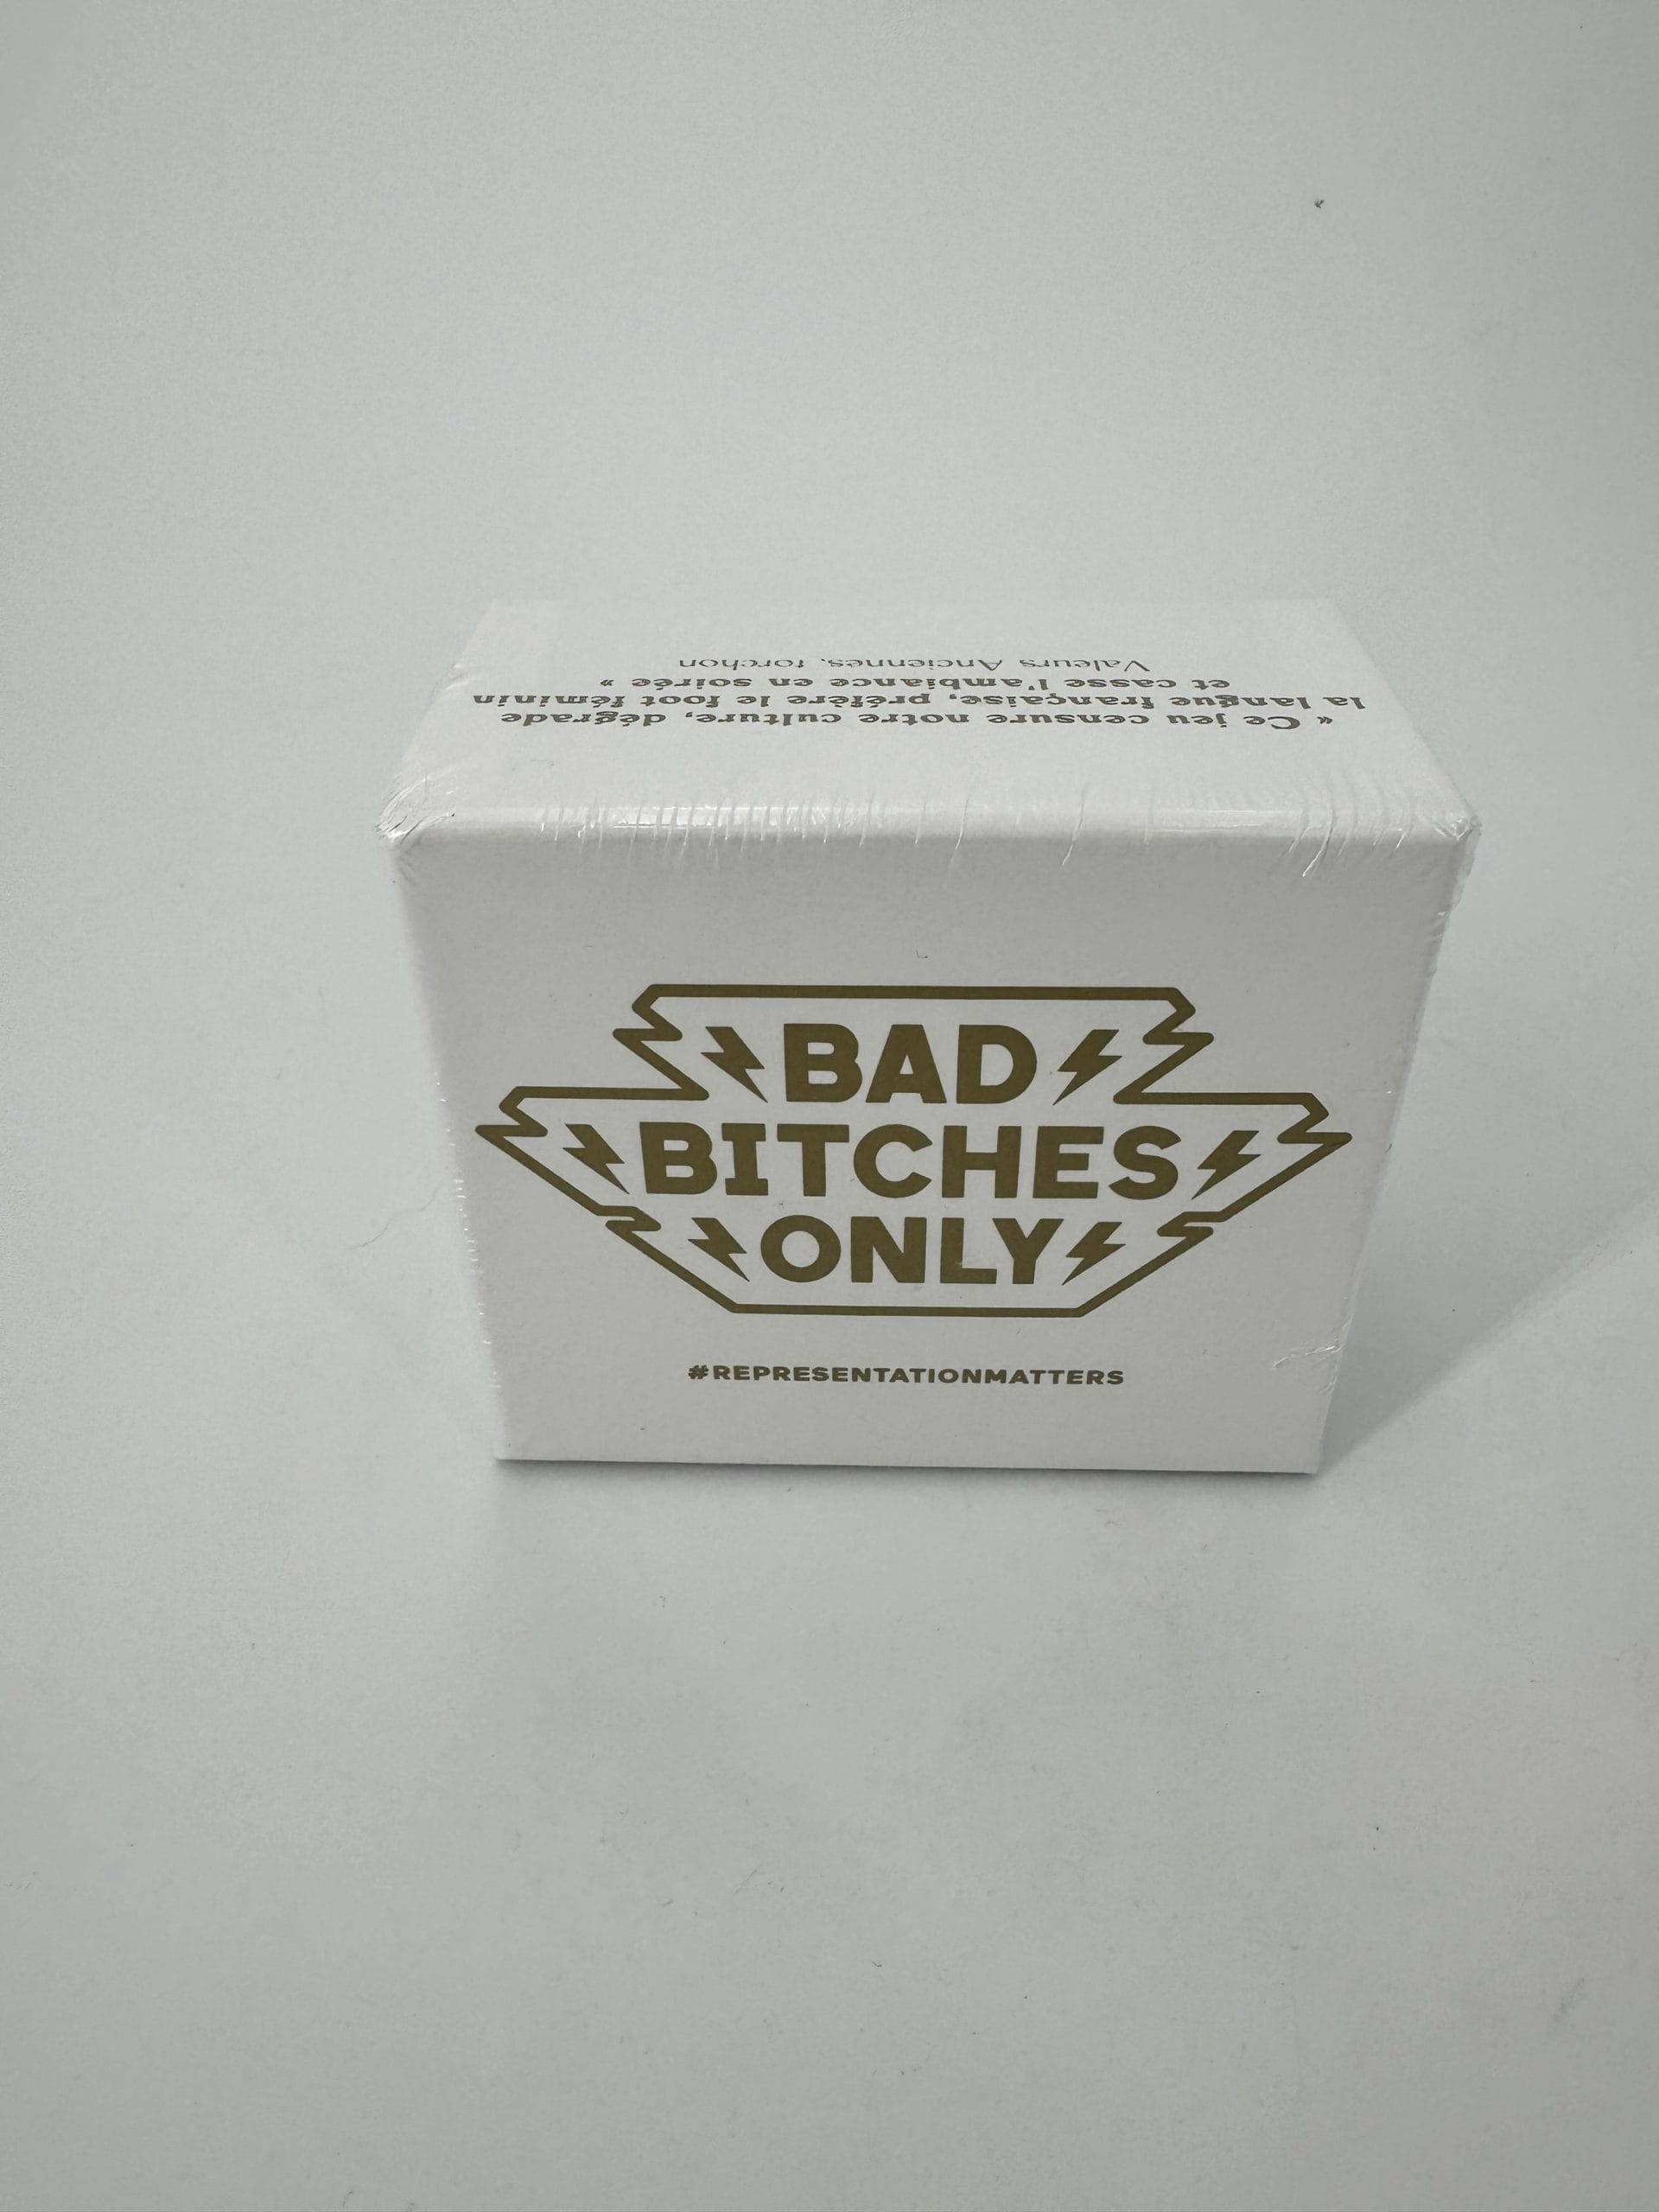 « Ce jeu censure notre culture, dégrade
la langue française, préfère le foot féminin
et casse l'ambiance en soirée »
Valeurs Anciennes, torchon
BAD
BITCHES
ONLY
#REPRESENTATIONMATTERS